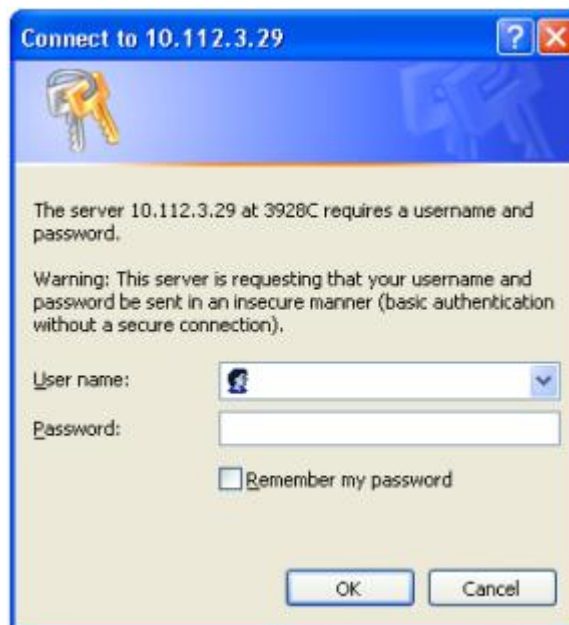 Connect to 10.112.3.29
The server 10.112.3.29 at 3928C requires a username and
password.
Warning: This server is requesting that your username and
password be sent in an insecure manner (basic authentication
without a secure connection).
User name:
Password:
Remember my password
OK
Cancel